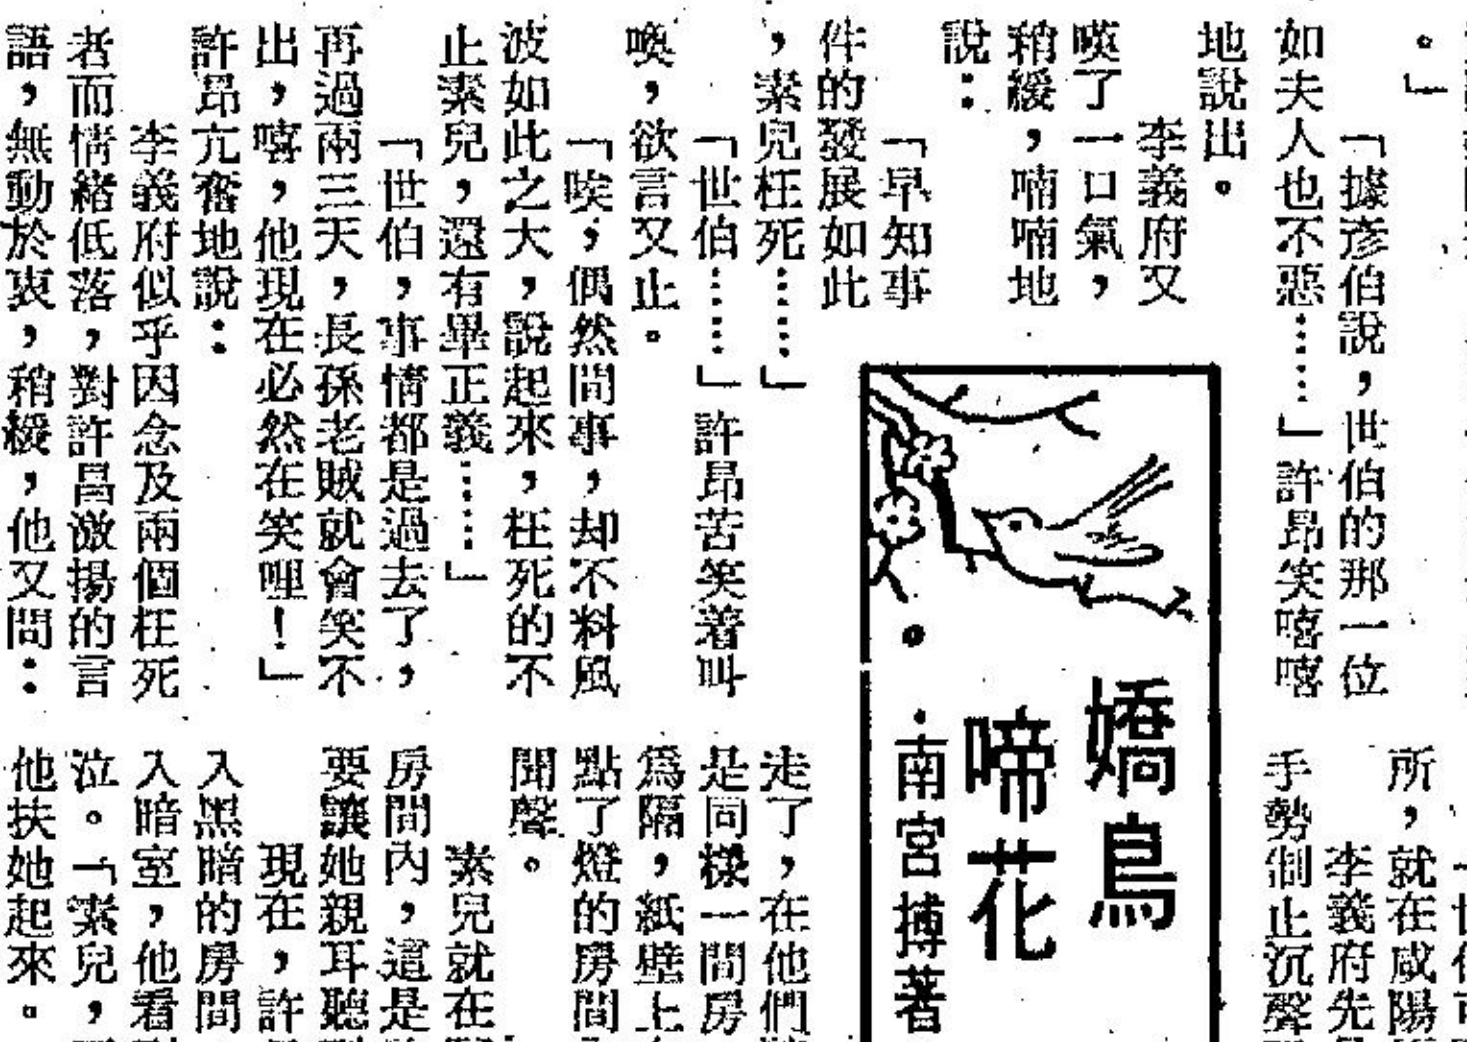 。」
「據彥伯說，世伯的那一位
如夫人也不惡……」許昂笑嘻嘻
地說出。
李義府又
嘆了一口氣，
稍緩，喃喃地
說：
「早知事
件的發展如此
，素兒枉死……」
「世伯……」許昂苦笑着叫
喚，欲言又止。
「唉，偶然間事，却不料風
波如此之大，說起來，枉死的不
止素兒，還有畢正義……」
「世伯，事情都是過去了，
再過兩三天，長孫老賊就會笑不
出，嘻，他現在必然在笑哩！」
許昂亢奮地說：
李義府似乎因念及兩個枉死
者而情緒低落，對許昌激揚的言
語，無動於衷，稍緩，他又問：
嬌鳥
啼花
·南宮搏著
所，就在咸陽
李義府先
手勢制止沉聲
走了，在他們
是同樣一間房
爲隔，紙壁上
點了燈的房間
聞聲。
素兒就在
房間內，這是
要讓她親耳聽
現在，許
入黑暗的房間
入暗室，他看
泣。「素兒，
他扶她起來。